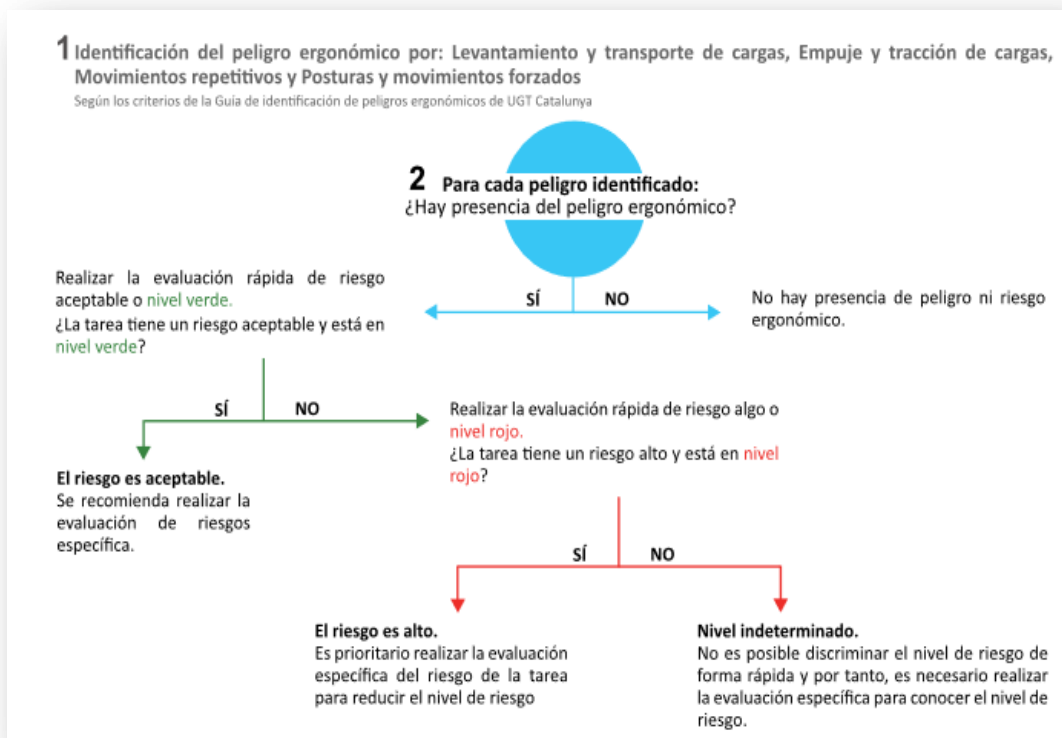 1 Identificación del peligro ergonómico por: Levantamiento y transporte de cargas, Empuje y tracción de cargas,
Movimientos repetitivos y Posturas y movimientos forzados
Según los criterios de la Guía de identificación de peligros ergonómicos de UGT Catalunya
2 Para cada peligro identificado:
¿Hay presencia del peligro ergonómico?
Realizar la evaluación rápida de riesgo
aceptable o nivel verde.
¿La tarea tiene un riesgo aceptable y está en
nivel verde?
SÍ NO
No hay presencia de peligro ni riesgo
ergonómico.
SÍ NO
Realizar la evaluación rápida de riesgo algo o
nivel rojo.
¿La tarea tiene un riesgo alto y está en nivel
rojo?
El riesgo es aceptable.
Se recomienda realizar la
evaluación de riesgos
específica.
SÍ NO
El riesgo es alto.
Es prioritario realizar la evaluación
específica del riesgo de la tarea
para reducir el nivel de riesgo
Nivel indeterminado.
No es posible discriminar el nivel de riesgo de
forma rápida y por tanto, es necesario realizar
la evaluación específica para conocer el nivel de
riesgo.